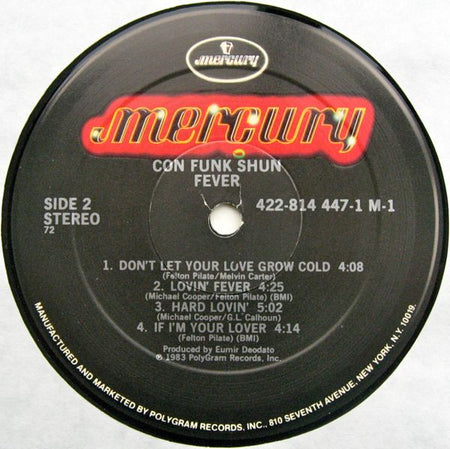 mercury
mercury
CON FUNK SHUN
FEVER
SIDE 2
STEREO
72
422-814 447-1 M-1
1. DON'T LET YOUR LOVE GROW COLD 4:08
(Felton Pilate/Melvin Carter)
2. LOVIN' FEVER 4:25
(Michael Cooper/Felton Pilate) (BMI)
3. HARD LOVIN' 5:02
(Michael Cooper/G.L. Calhoun)
4. IF I'M YOUR LOVER 4:14
(Felton Pilate) (BMI)
Produced by Eumir Deodato
℗ 1983 PolyGram Records, Inc.
MANUFACTURED AND MARKETED BY POLYGRAM RECORDS, INC., 810 SEVENTH AVENUE, NEW YORK, N.Y. 10019.